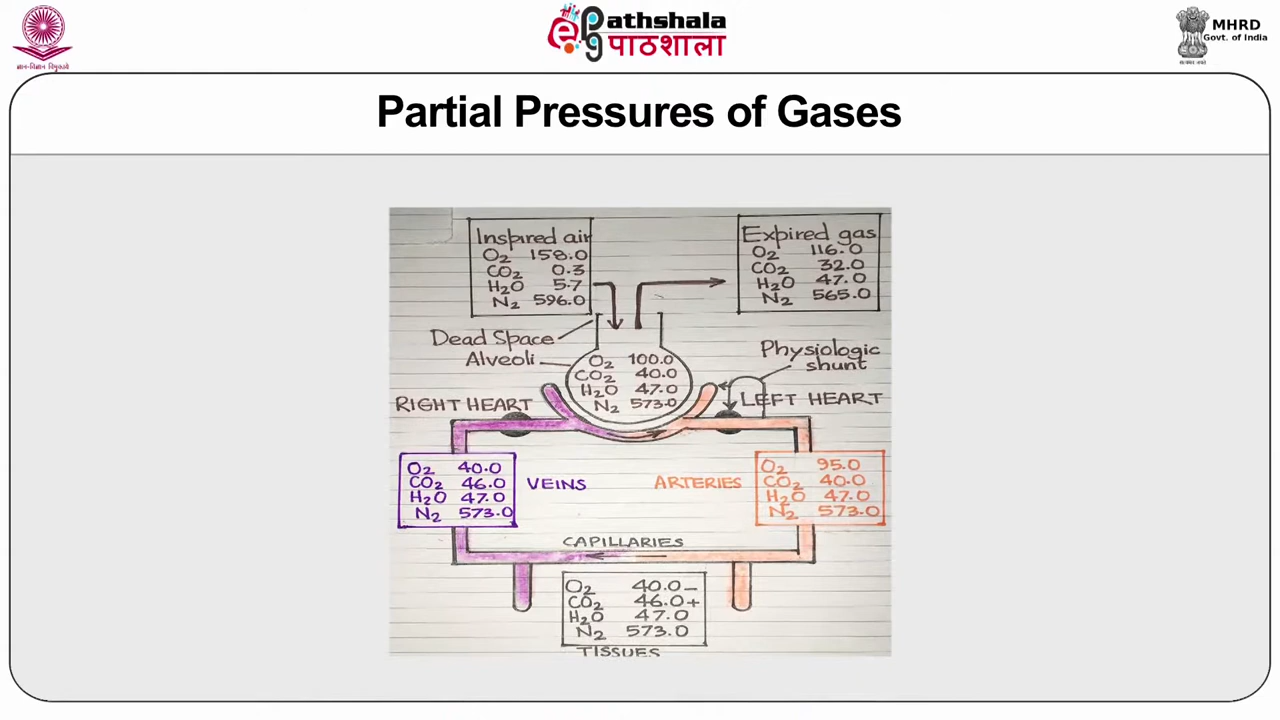 ज्ञान-विज्ञान विमुक्तये
ePathshala
पाठशाला
MHRD
Govt. of India
सत्यमेव जयते
Partial Pressures of Gases
Inspired air
O₂ 158.0
CO₂ 0.3
H₂O 5.7
N₂ 596.0
Expired gas
O₂ 116.0
CO₂ 32.0
H₂O 47.0
N₂ 565.0
Dead Space
Alveoli
O₂ 100.0
CO₂ 40.0
H₂O 47.0
N₂ 573.0
Physiologic
shunt
RIGHT HEART
LEFT HEART
O₂ 40.0
CO₂ 46.0
H₂O 47.0
N₂ 573.0
VEINS
ARTERIES
O₂ 95.0
CO₂ 40.0
H₂O 47.0
N₂ 573.0
CAPILLARIES
O₂ 40.0–
CO₂ 46.0+
H₂O 47.0
N₂ 573.0
TISSUES